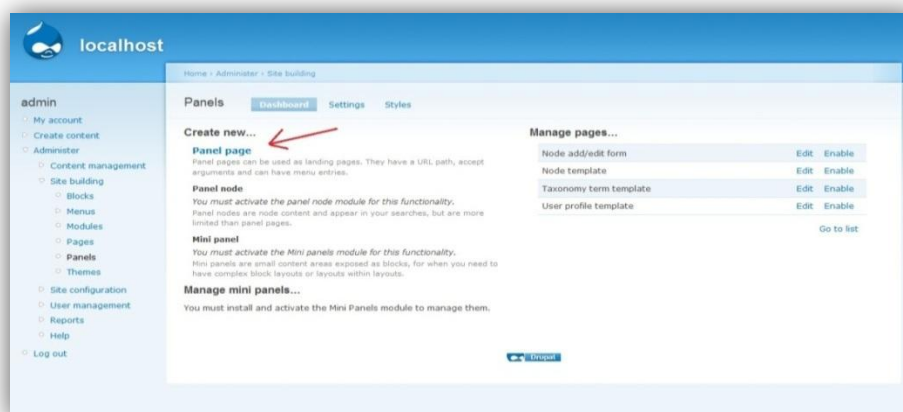 localhost
Home › Administer › Site building
admin
My account
Create content
Administer
Content management
Site building
Blocks
Menus
Modules
Pages
Panels
Themes
Site configuration
User management
Reports
Help
Log out
Panels Dashboard Settings Styles
Create new...
Panel page
Panel pages can be used as landing pages. They have a URL path, accept
arguments and can have menu entries.
Panel node
You must activate the panel node module for this functionality.
Panel nodes are node content and appear in your searches, but are more
limited than panel pages.
Mini panel
You must activate the Mini panels module for this functionality.
Mini panels are small content areas exposed as blocks, for when you need to
have complex block layouts or layouts within layouts.
Manage mini panels...
You must install and activate the Mini Panels module to manage them.
Manage pages...
Node add/edit form Edit Enable
Node template Edit Enable
Taxonomy term template Edit Enable
User profile template Edit Enable
Go to list
Drupal